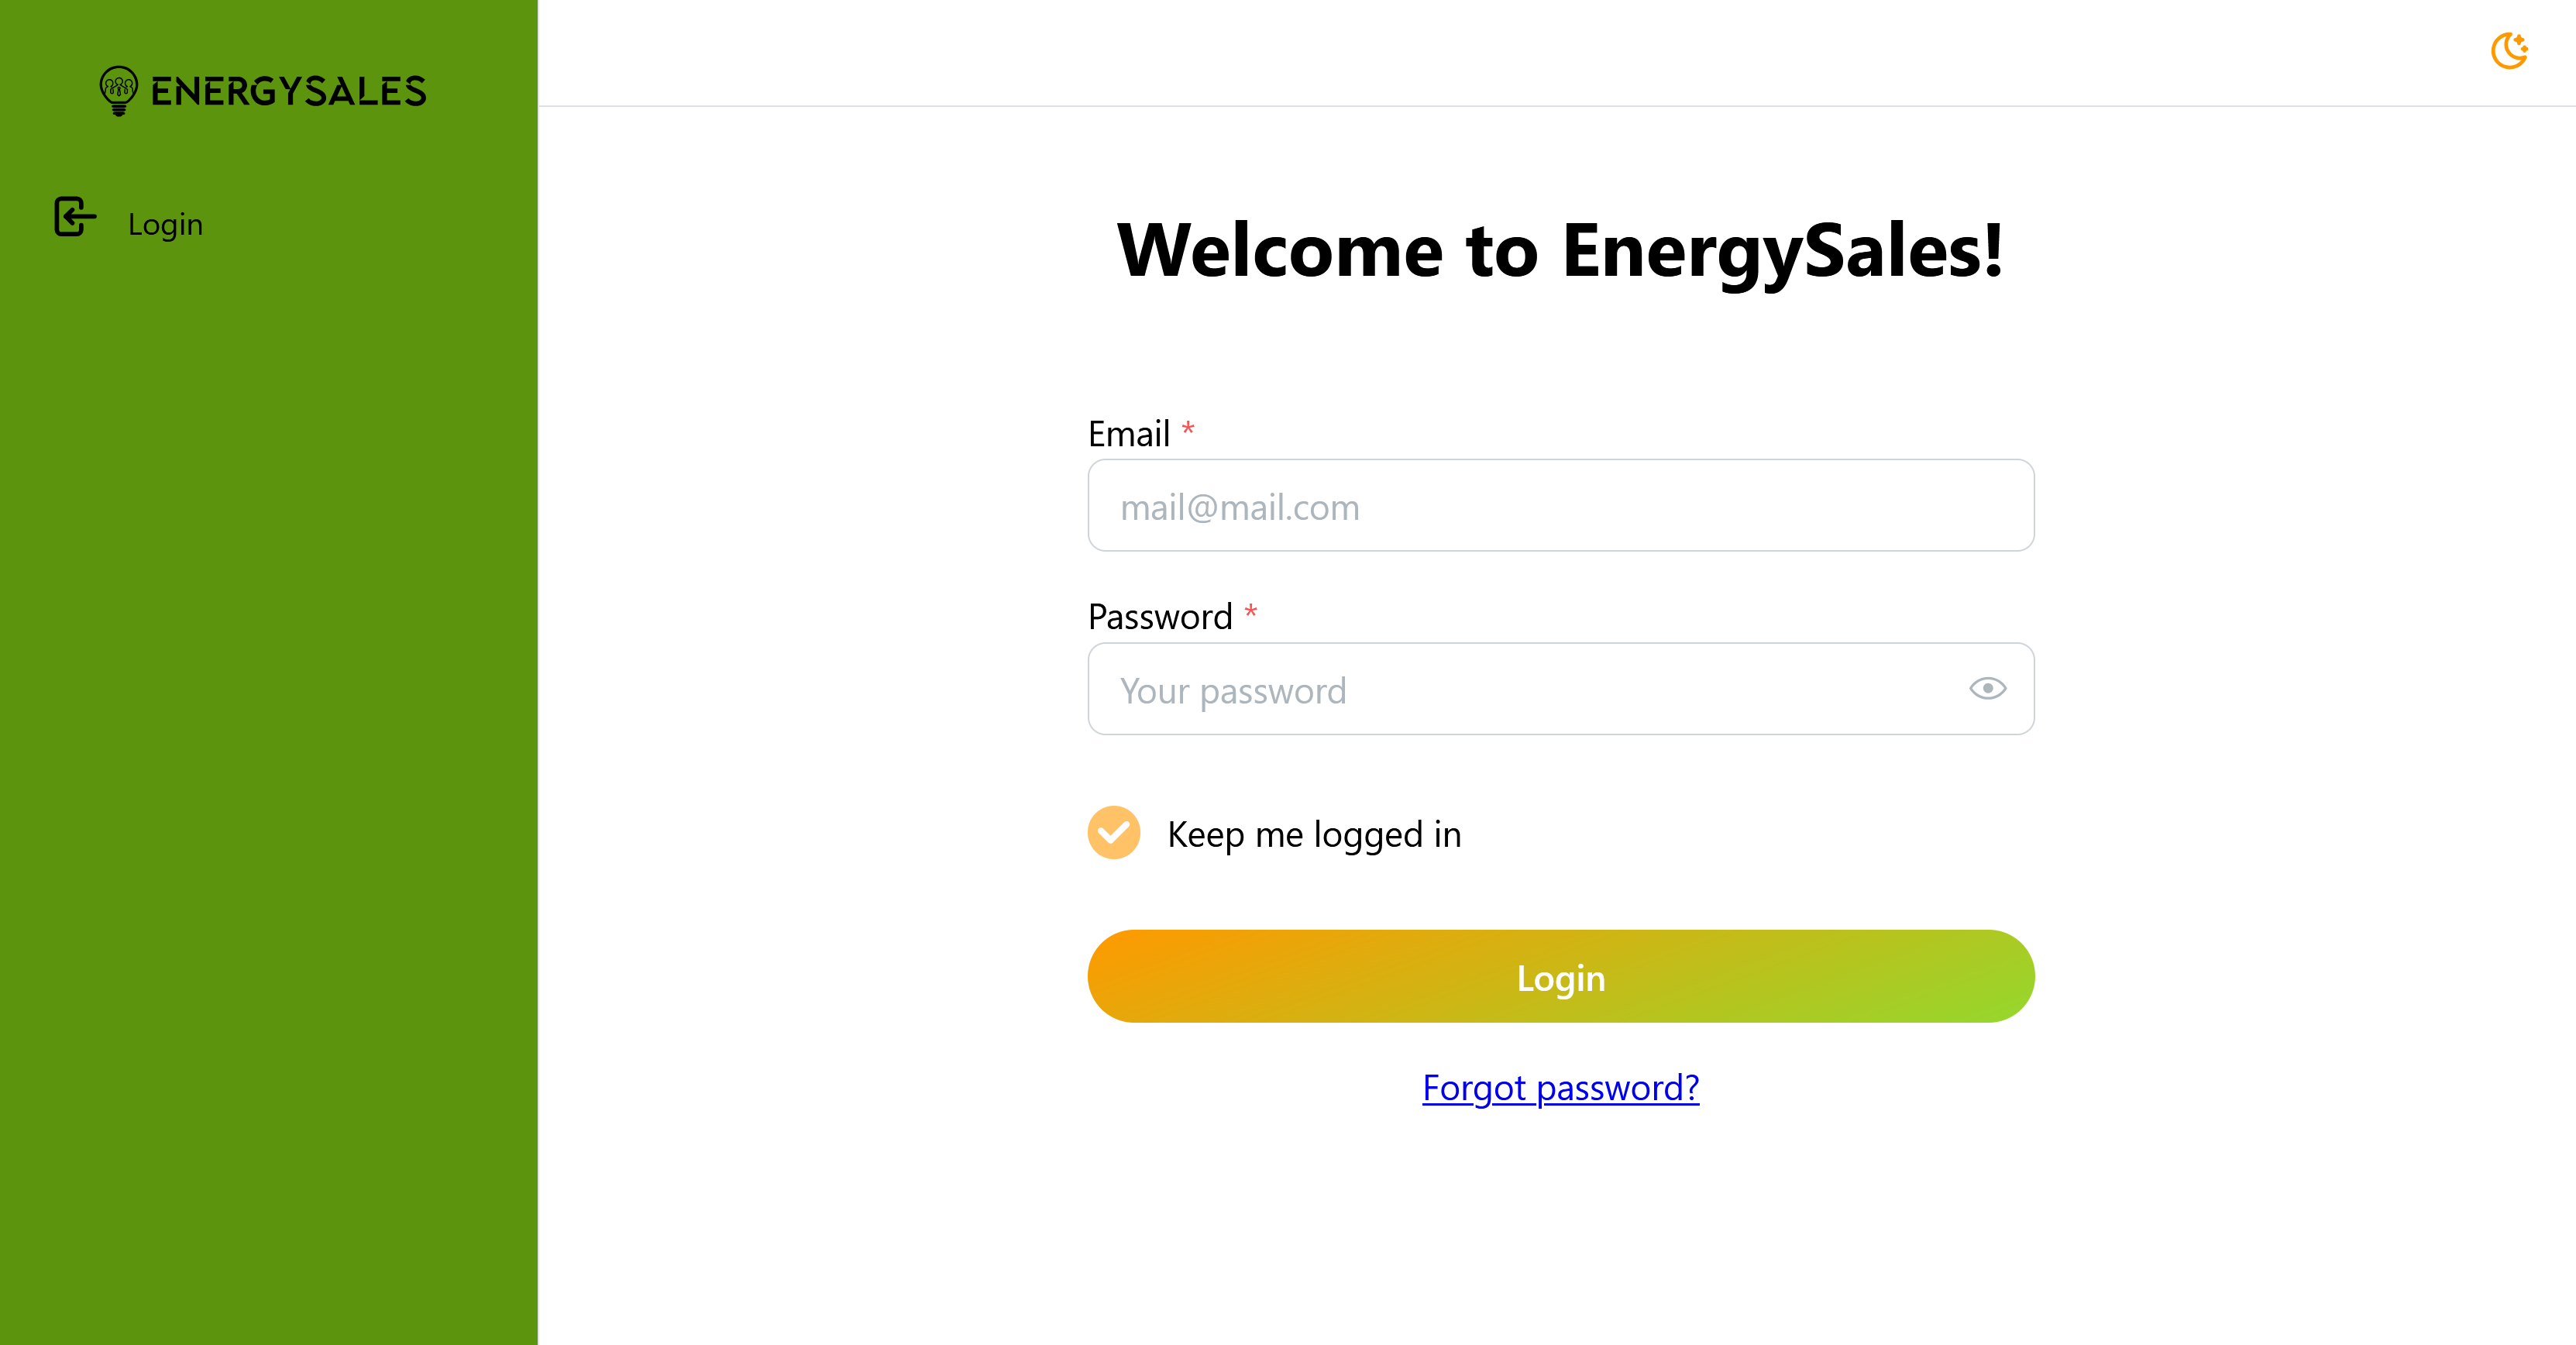 ENERGYSALES
Login
Welcome to EnergySales!
Email *
mail@mail.com
Password *
Your password
Keep me logged in
Login
Forgot password?